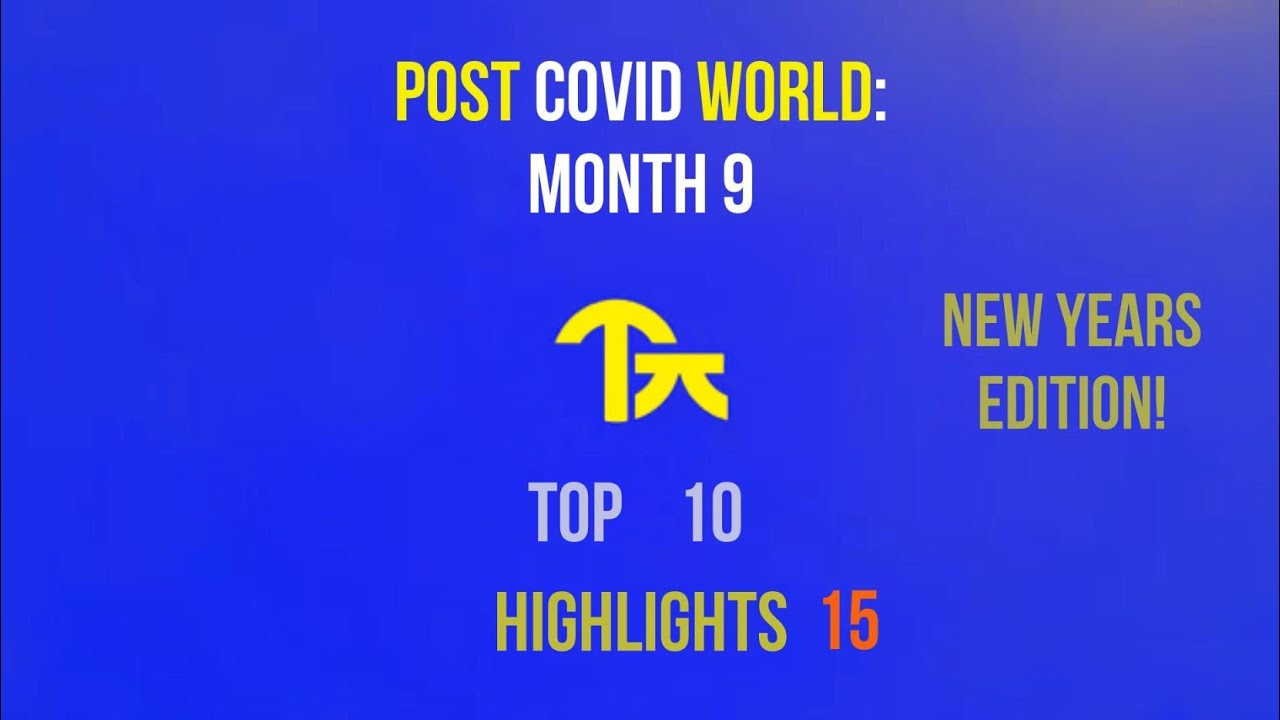 POST COVID WORLD:
MONTH 9
NEW YEARS
EDITION!
TOP 10
HIGHLIGHTS 15